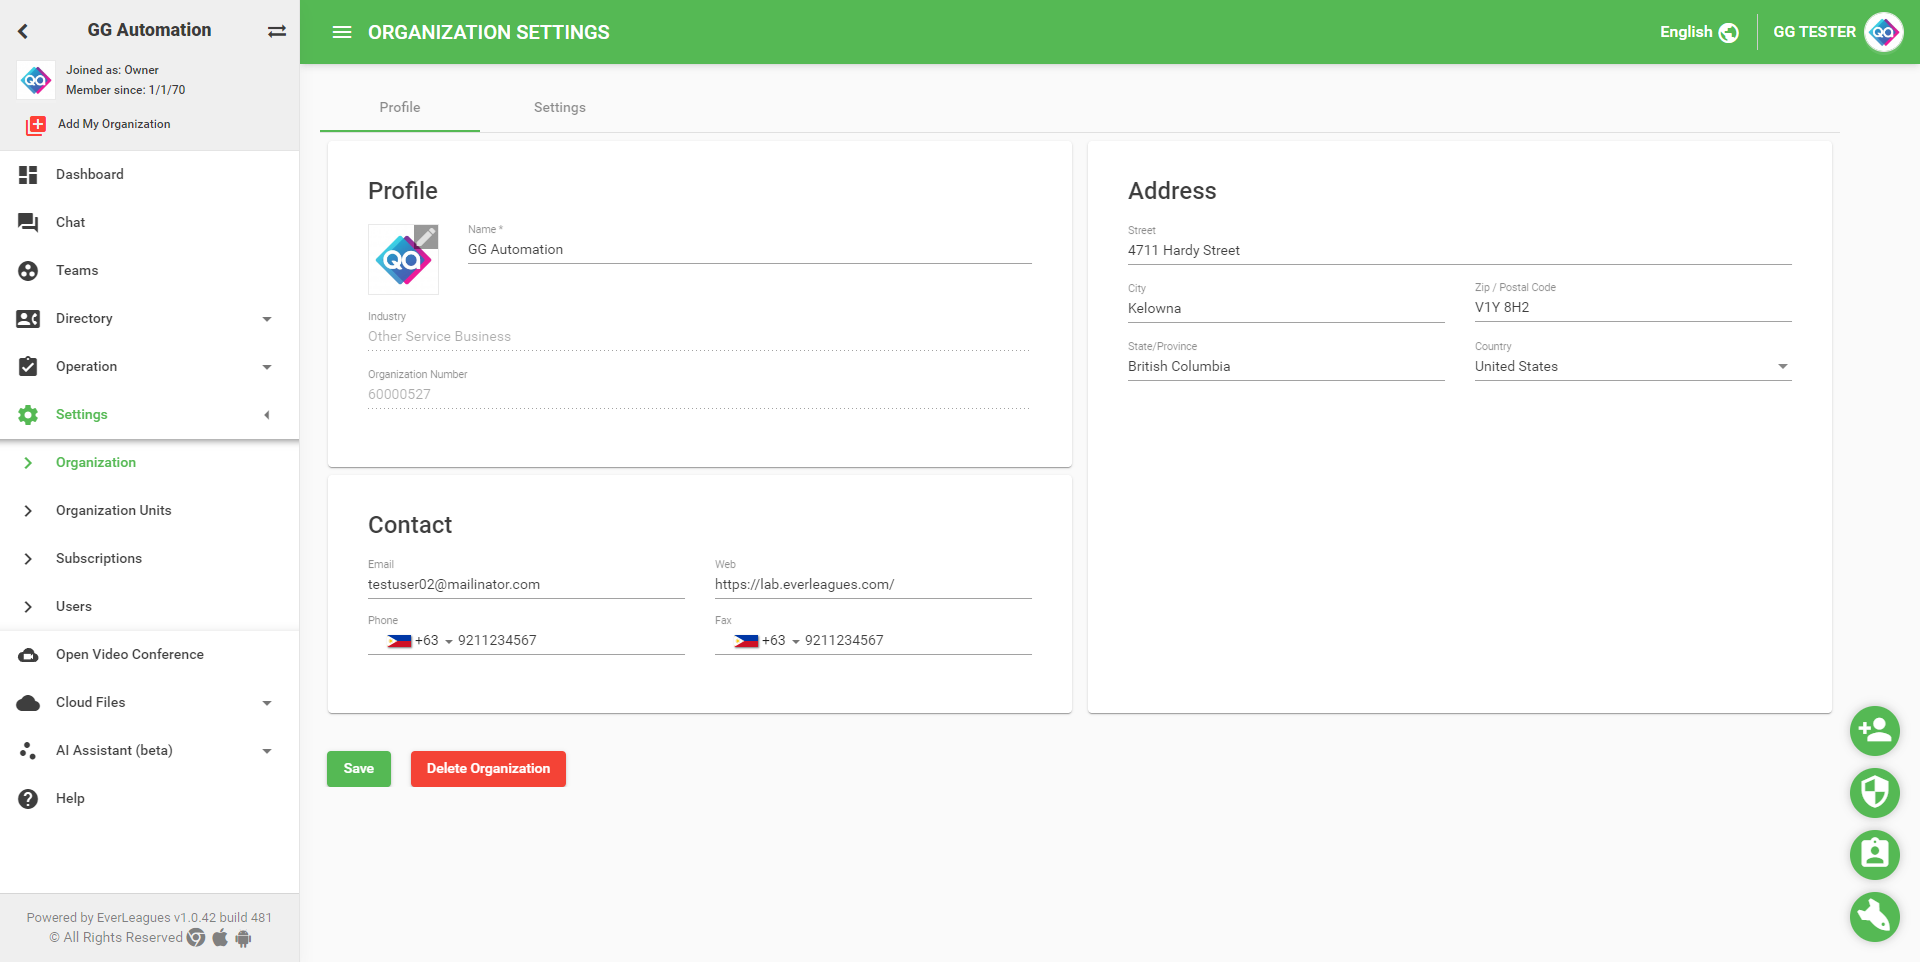 GG Automation
Joined as: Owner
Member since: 1/1/70
Add My Organization
Dashboard
Chat
Teams
Directory
Operation
Settings
Organization
Organization Units
Subscriptions
Users
Open Video Conference
Cloud Files
AI Assistant (beta)
Help
Powered by EverLeagues v1.0.42 build 481
© All Rights Reserved
ORGANIZATION SETTINGS
English
GG TESTER
Profile
Settings
Profile
Name *
GG Automation
Industry
Other Service Business
Organization Number
60000527
Contact
Email
testuser02@mailinator.com
Web
https://lab.everleagues.com/
Phone
+63 9211234567
Fax
+63 9211234567
Address
Street
4711 Hardy Street
City
Kelowna
Zip / Postal Code
V1Y 8H2
State/Province
British Columbia
Country
United States
Save
Delete Organization